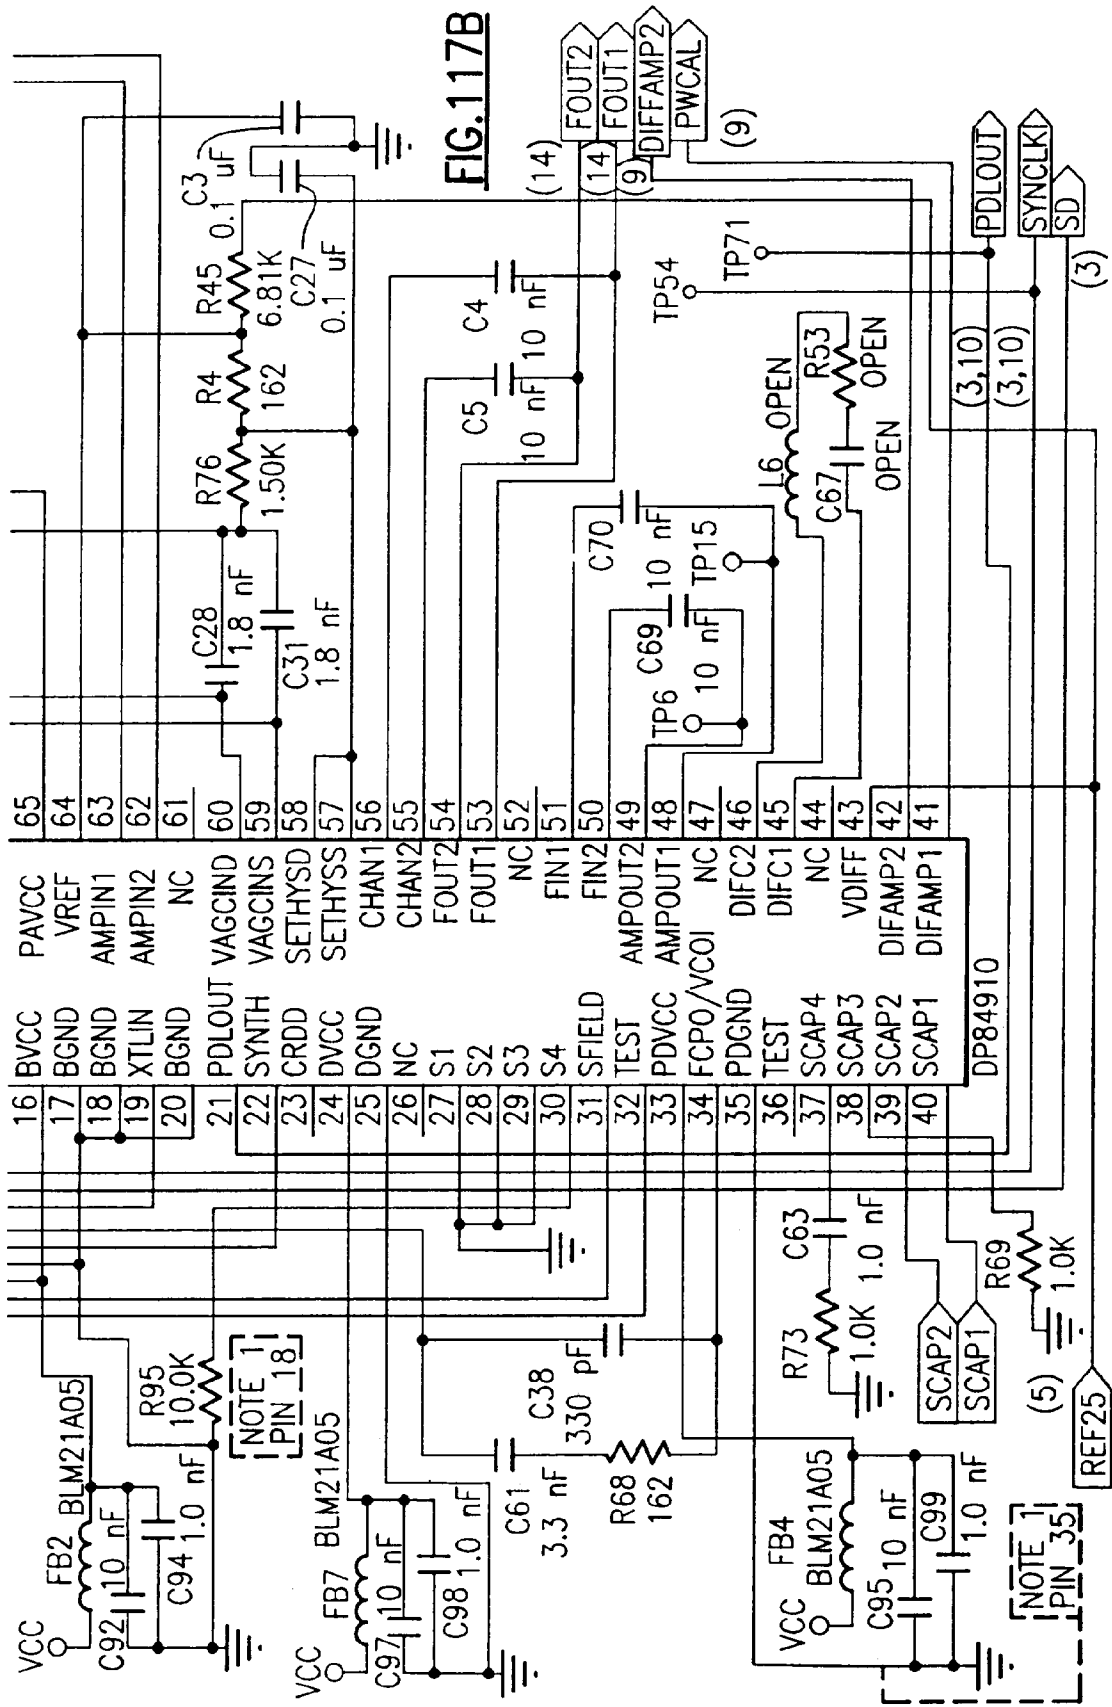 FIG.117B
65
64
63
62
61
60
59
58
57
56
55
54
53
52
51
50
49
48
47
46
45
44
43
42
41
PAVCC
VREF
AMPIN1
AMPIN2
NC
VAGCIND
VAGCINS
SETHYSD
SETHYSS
CHAN1
CHAN2
FOUT2
FOUT1
NC
FIN1
FIN2
AMPOUT2
AMPOUT1
NC
DIFC2
DIFC1
NC
VDIFF
DIFAMP2
DIFAMP1
BVCC
BGND
BGND
XTLIN
BGND
PDLOUT
SYNTH
CRDD
DVCC
DGND
NC
S1
S2
S3
S4
SFIELD
TEST
PDVCC
FCPO/VCOI
PDGND
TEST
SCAP4
SCAP3
SCAP2
SCAP1
16
17
18
19
20
21
22
23
24
25
26
27
28
29
30
31
32
33
34
35
36
37
38
39
40
DP84910
C3
0.1 uF
R45
6.81K
C27
0.1 uF
R4
162
R76
1.50K
C28
1.8 nF
C31
1.8 nF
(14)
FOUT2
(14)
FOUT1
(9)
DIFFAMP2
PWCAL
(9)
C4
10 nF
C5
10 nF
C70
10 nF
TP15
C69
10 nF
TP6
TP54
TP71
L6
OPEN
R53
OPEN
C67
OPEN
PDLOUT
(3,10)
SYNCLKI
(3,10)
SD
(3)
VCC
FB2
BLM21A05
C92
10 nF
C94
1.0 nF
R95
10.0K
NOTE 1
PIN 18
VCC
FB7
BLM21A05
C97
10 nF
C98
1.0 nF
C61
3.3 nF
C38
330 pF
R68
162
R73
1.0K
C63
1.0 nF
R69
1.0K
SCAP2
SCAP1
(5)
REF25
VCC
FB4
BLM21A05
C95
10 nF
C99
1.0 nF
NOTE 1
PIN 35